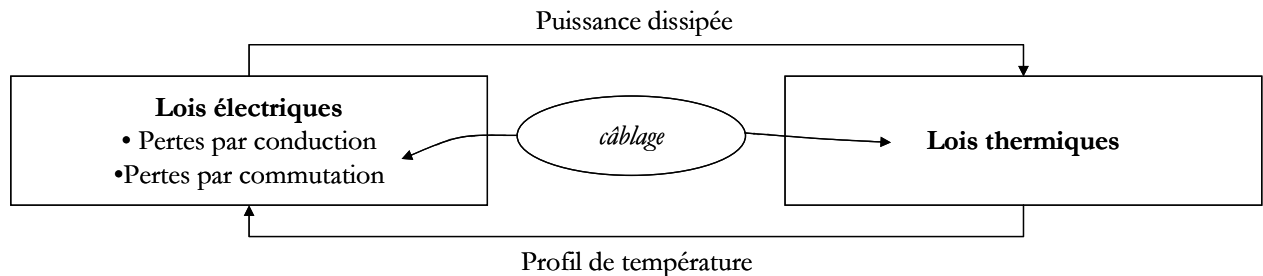 Puissance dissipée
Lois électriques
• Pertes par conduction
•Pertes par commutation
câblage
Lois thermiques
Profil de température